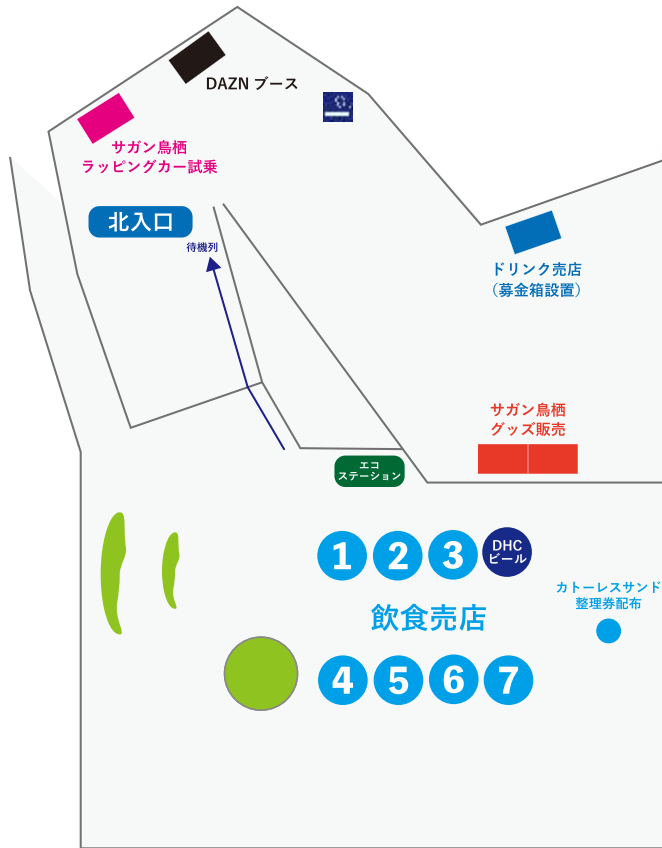 DAZN ブース
サガン鳥栖
ラッピングカー試乗
北入口
待機列
ドリンク売店
(募金箱設置)
サガン鳥栖
グッズ販売
エコ
ステーション
1
2
3
DHC
ビール
カトーレスサンド
整理券配布
飲食売店
4
5
6
7